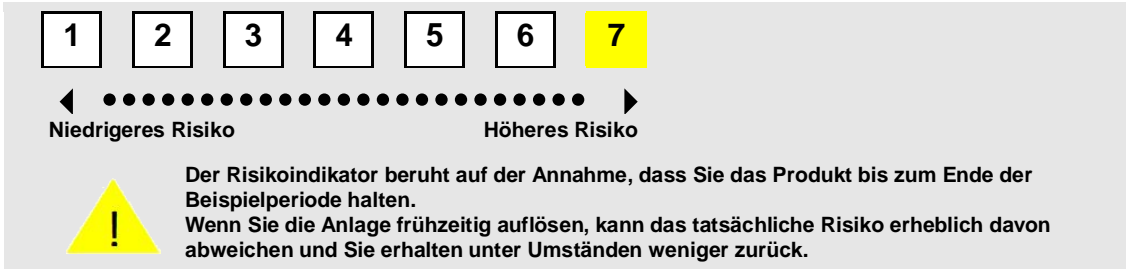 1 2 3 4 5 6 7
Niedrigeres Risiko Höheres Risiko
Der Risikoindikator beruht auf der Annahme, dass Sie das Produkt bis zum Ende der
Beispielperiode halten.
Wenn Sie die Anlage frühzeitig auflösen, kann das tatsächliche Risiko erheblich davon
abweichen und Sie erhalten unter Umständen weniger zurück.
!